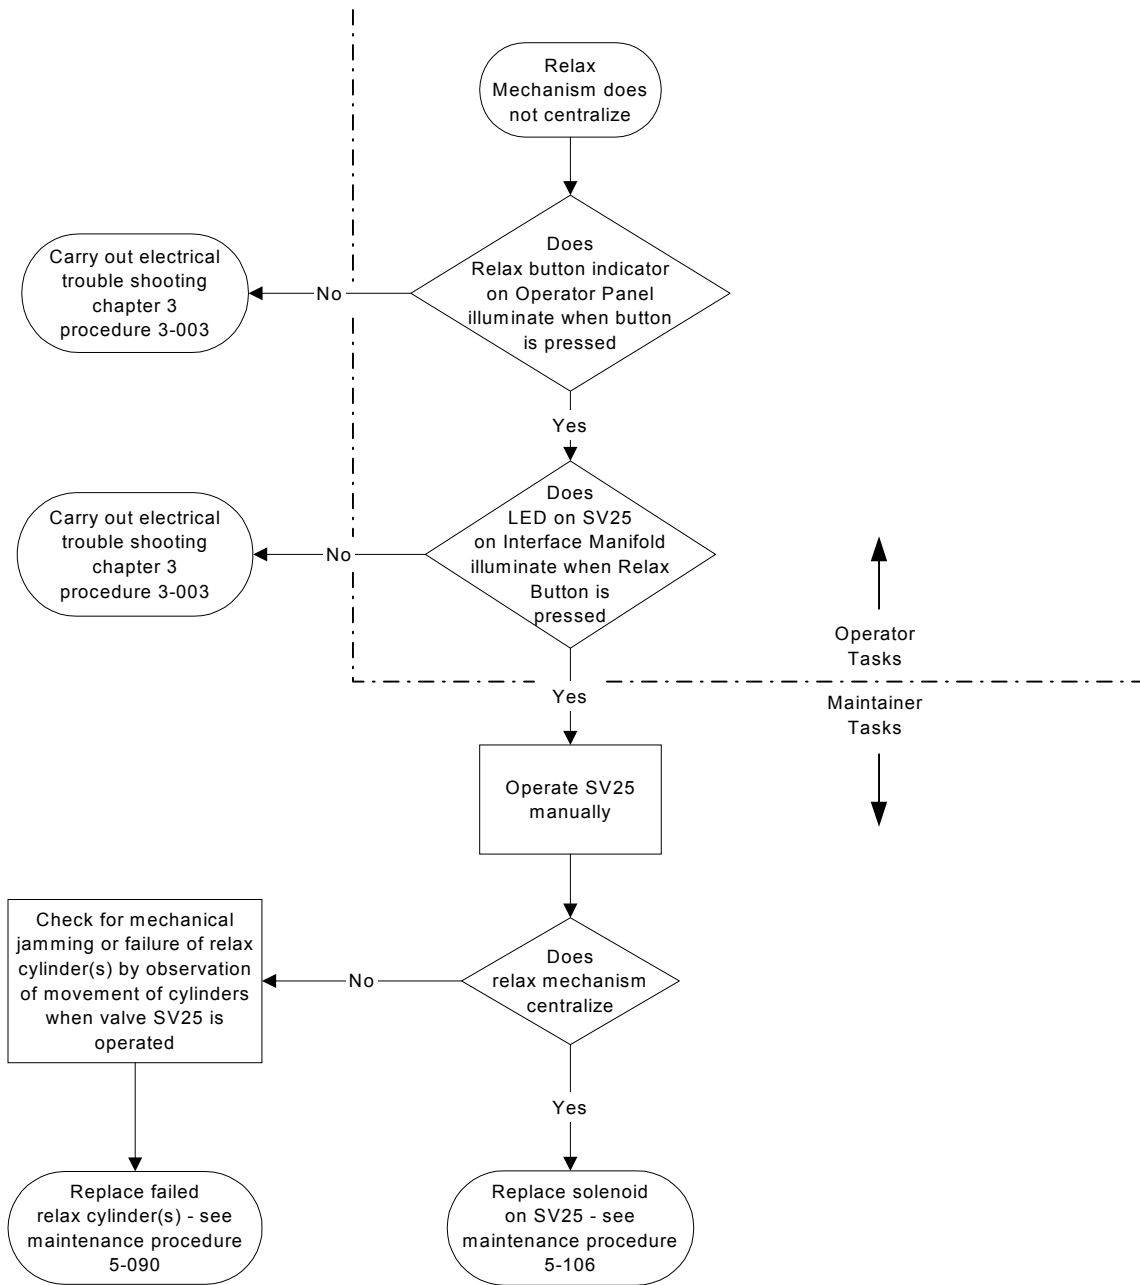 Relax
Mechanism does
not centralize
Does
Relax button indicator
on Operator Panel
illuminate when button
is pressed
No
Carry out electrical
trouble shooting
chapter 3
procedure 3-003
Yes
Does
LED on SV25
on Interface Manifold
illuminate when Relax
Button is
pressed
No
Carry out electrical
trouble shooting
chapter 3
procedure 3-003
Operator
Tasks
Yes
Maintainer
Tasks
Operate SV25
manually
Does
relax mechanism
centralize
No
Check for mechanical
jamming or failure of relax
cylinder(s) by observation
of movement of cylinders
when valve SV25 is
operated
Yes
Replace failed
relax cylinder(s) - see
maintenance procedure
5-090
Replace solenoid
on SV25 - see
maintenance procedure
5-106